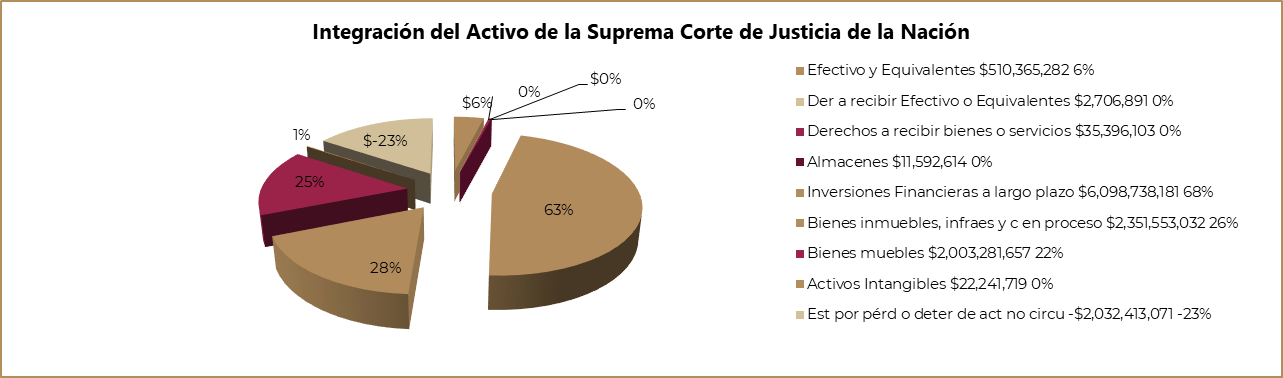 Integración del Activo de la Suprema Corte de Justicia de la Nación
$6%
0%
$0%
0%
63%
28%
25%
1%
$-23%
Efectivo y Equivalentes $510,365,282 6%
Der a recibir Efectivo o Equivalentes $2,706,891 0%
Derechos a recibir bienes o servicios $35,396,103 0%
Almacenes $11,592,614 0%
Inversiones Financieras a largo plazo $6,098,738,181 68%
Bienes inmuebles, infraes y c en proceso $2,351,553,032 26%
Bienes muebles $2,003,281,657 22%
Activos Intangibles $22,241,719 0%
Est por pérd o deter de act no circu -$2,032,413,071 -23%